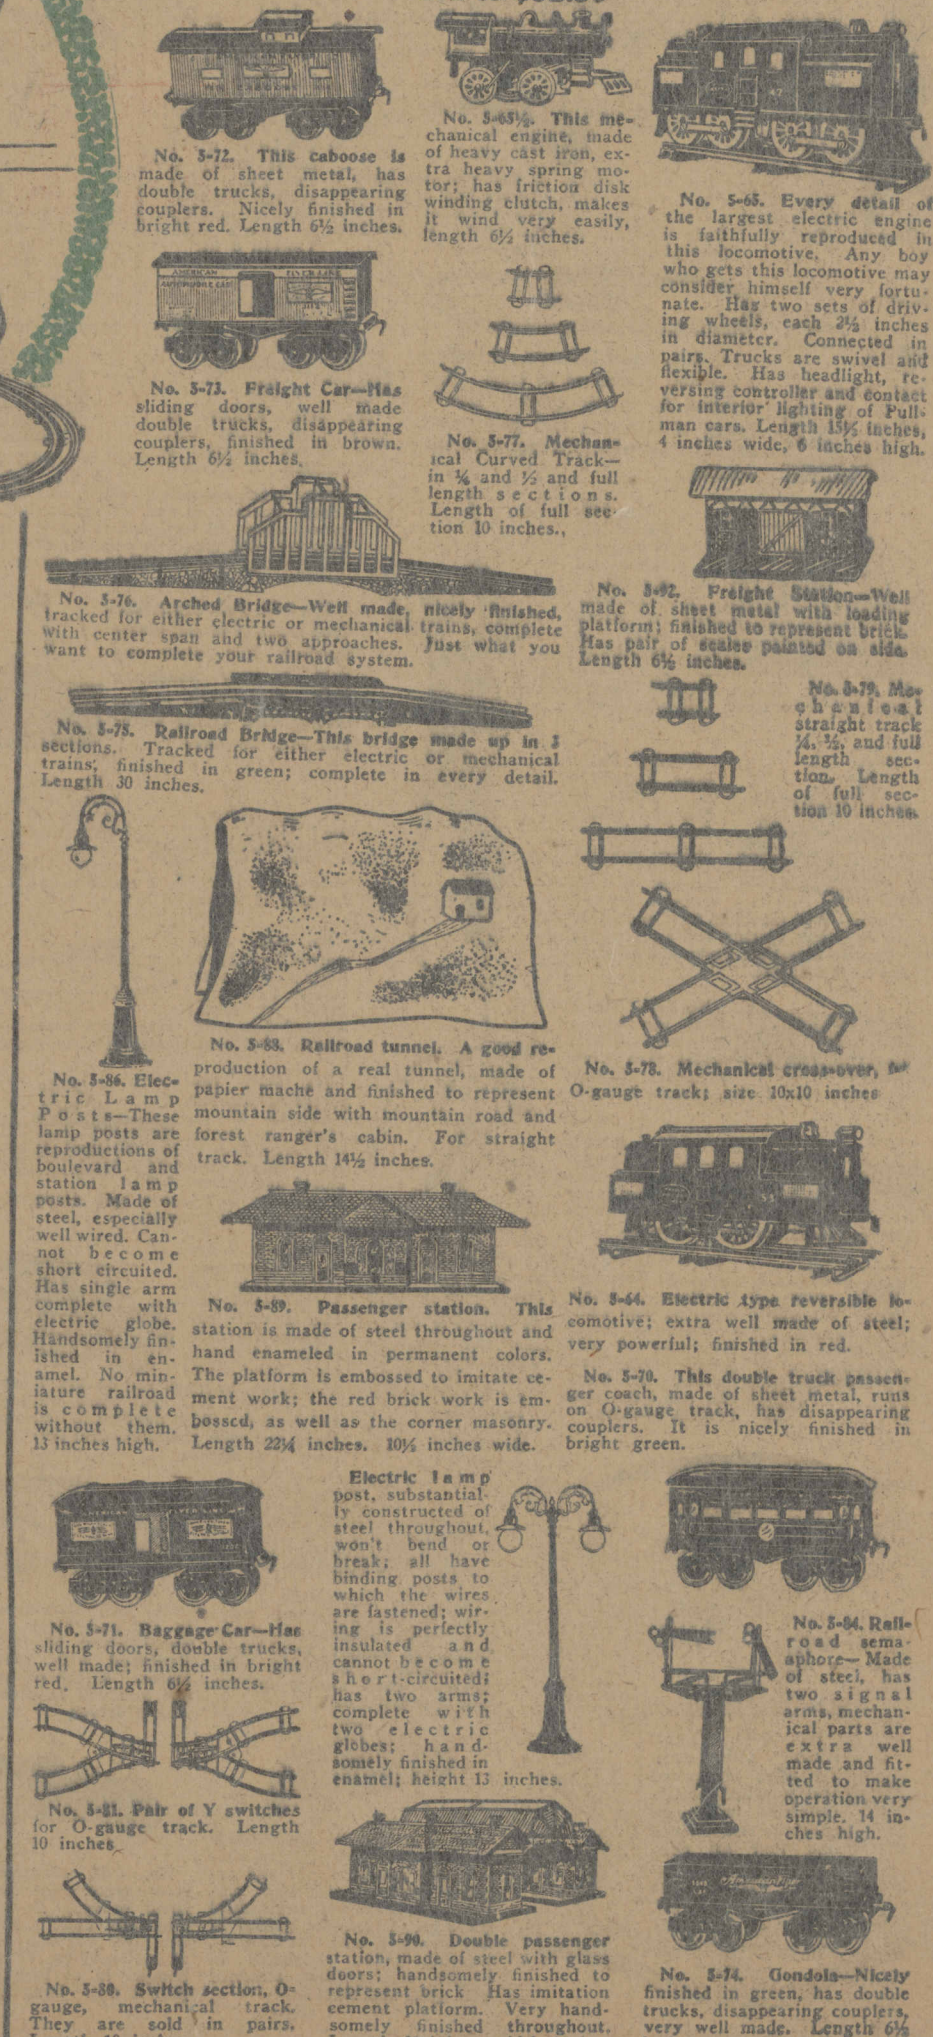 No. 5-72. This caboose is
made of sheet metal, has
double trucks, disappearing
couplers. Nicely finished in
bright red. Length 6½ inches.
No. 5-65½. This me-
chanical engine, made
of heavy cast iron, ex-
tra heavy spring mo-
tor; has friction disk
winding clutch, makes
it wind very easily,
length 6½ inches.
47
No. 5-65. Every detail of
the largest electric engine
is faithfully reproduced in
this locomotive. Any boy
who gets this locomotive may
consider himself very fortu-
nate. Has two sets of driv-
ing wheels, each 2½ inches
in diameter. Connected in
pairs. Trucks are swivel and
flexible. Has headlight, re-
versing controller and contact
for interior lighting of Pull-
man cars. Length 15½ inches,
4 inches wide, 6 inches high.
AMERICAN FLYER LINE
AUTOMOBILE CAR
No. 5-73. Freight Car—Has
sliding doors, well made
double trucks, disappearing
couplers, finished in brown.
Length 6½ inches.
No. 5-77. Mechan-
ical Curved Track—
in ¼ and ½ and full
length sections.
Length of full sec-
tion 10 inches.,
No. 5-76. Arched Bridge—Well made, nicely finished,
tracked for either electric or mechanical trains, complete
with center span and two approaches. Just what you
want to complete your railroad system.
No. 5-92. Freight Station—Well
made of sheet metal with loading
platform; finished to represent brick.
Has pair of scales painted on side.
Length 6½ inches.
No. 5-75. Railroad Bridge—This bridge made up in 3
sections. Tracked for either electric or mechanical
trains; finished in green; complete in every detail.
Length 30 inches.
No. 5-79. Me-
chanical
straight track
¼, ½, and full
length sec-
tion. Length
of full sec-
tion 10 inches.
No. 5-86. Elec-
tric Lamp
Posts—These
lamp posts are
reproductions of
boulevard and
station lamp
posts. Made of
steel, especially
well wired. Can-
not become
short circuited.
Has single arm
complete with
electric globe.
Handsomely fin-
ished in en-
amel. No min-
iature railroad
is complete
without them.
13 inches high.
No. 5-88. Railroad tunnel. A good re-
production of a real tunnel, made of
papier mache and finished to represent
mountain side with mountain road and
forest ranger's cabin. For straight
track. Length 14½ inches.
No. 5-78. Mechanical cross-over, for
O-gauge track; size 10x10 inches
No. 5-89. Passenger station. This
station is made of steel throughout and
hand enameled in permanent colors.
The platform is embossed to imitate ce-
ment work; the red brick work is em-
bossed, as well as the corner masonry.
Length 22¼ inches. 10½ inches wide.
No. 5-64. Electric type reversible lo-
comotive; extra well made of steel;
very powerful; finished in red.
No. 5-70. This double truck passen-
ger coach, made of sheet metal, runs
on O-gauge track, has disappearing
couplers. It is nicely finished in
bright green.
No. 5-71. Baggage Car—Has
sliding doors, double trucks,
well made; finished in bright
red. Length 6½ inches.
Electric lamp
post, substantial-
ly constructed of
steel throughout,
won't bend or
break; all have
binding posts to
which the wires
are fastened; wir-
ing is perfectly
insulated and
cannot become
short-circuited;
has two arms;
complete with
two electric
globes; hand-
somely finished in
enamel; height 13 inches.
No. 5-84. Rail-
road sema-
aphore—Made
of steel, has
two signal
arms, mechan-
ical parts are
extra well
made and fit-
ted to make
operation very
simple. 14 in-
ches high.
No. 5-81. Pair of Y switches
for O-gauge track. Length
10 inches
No. 5-80. Switch section, O-
gauge, mechanical track.
They are sold in pairs.
No. 5-90. Double passenger
station, made of steel with glass
doors; handsomely finished to
represent brick Has imitation
cement platform. Very hand-
somely finished throughout.
American Flyer
No. 5-74. Gondola—Nicely
finished in green, has double
trucks, disappearing couplers,
very well made. Length 6½